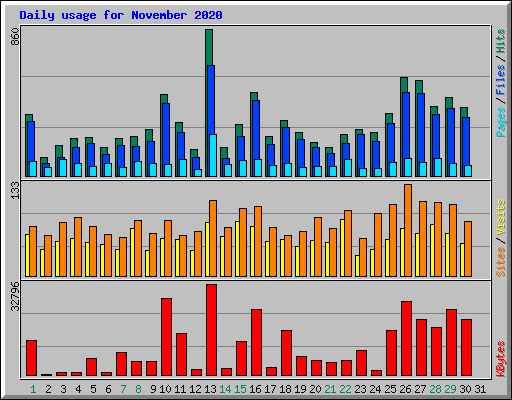 Daily usage for November 2020
860
Pages / Files / Hits
133
Sites / Visits
32796
KBytes
1 2 3 4 5 6 7 8 9 10 11 12 13 14 15 16 17 18 19 20 21 22 23 24 25 26 27 28 29 30 31